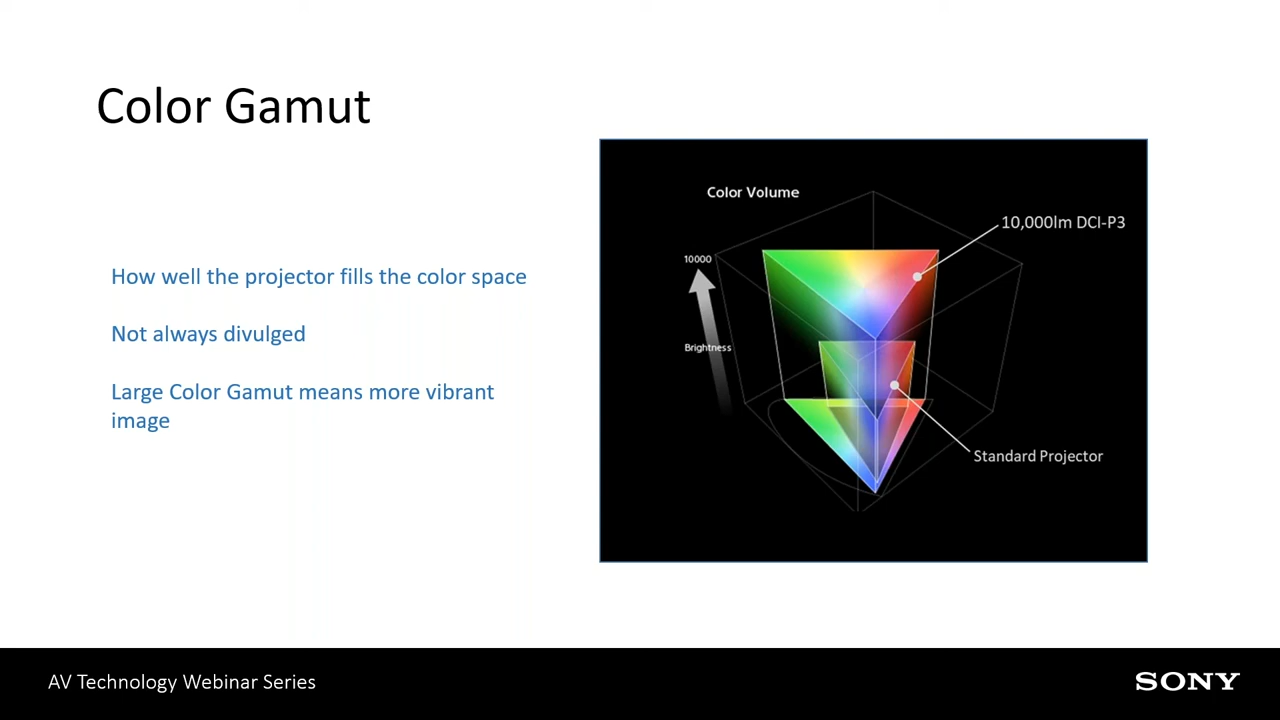 Color Gamut
How well the projector fills the color space
Not always divulged
Large Color Gamut means more vibrant
image
Color Volume
10,000lm DCI-P3
10000
Brightness
Standard Projector
AV Technology Webinar Series
SONY